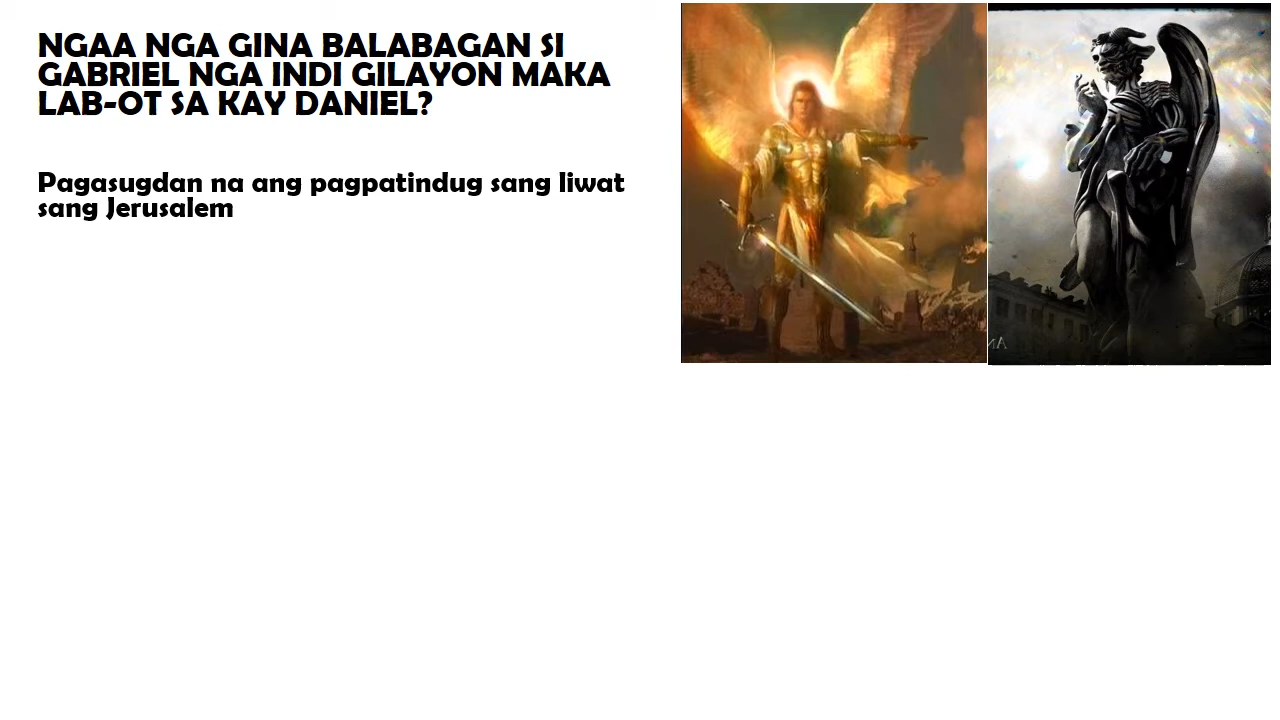 NGAA NGA GINA BALABAGAN SI
GABRIEL NGA INDI GILAYON MAKA
LAB-OT SA KAY DANIEL?
Pagasugdan na ang pagpatindug sang liwat
sang Jerusalem